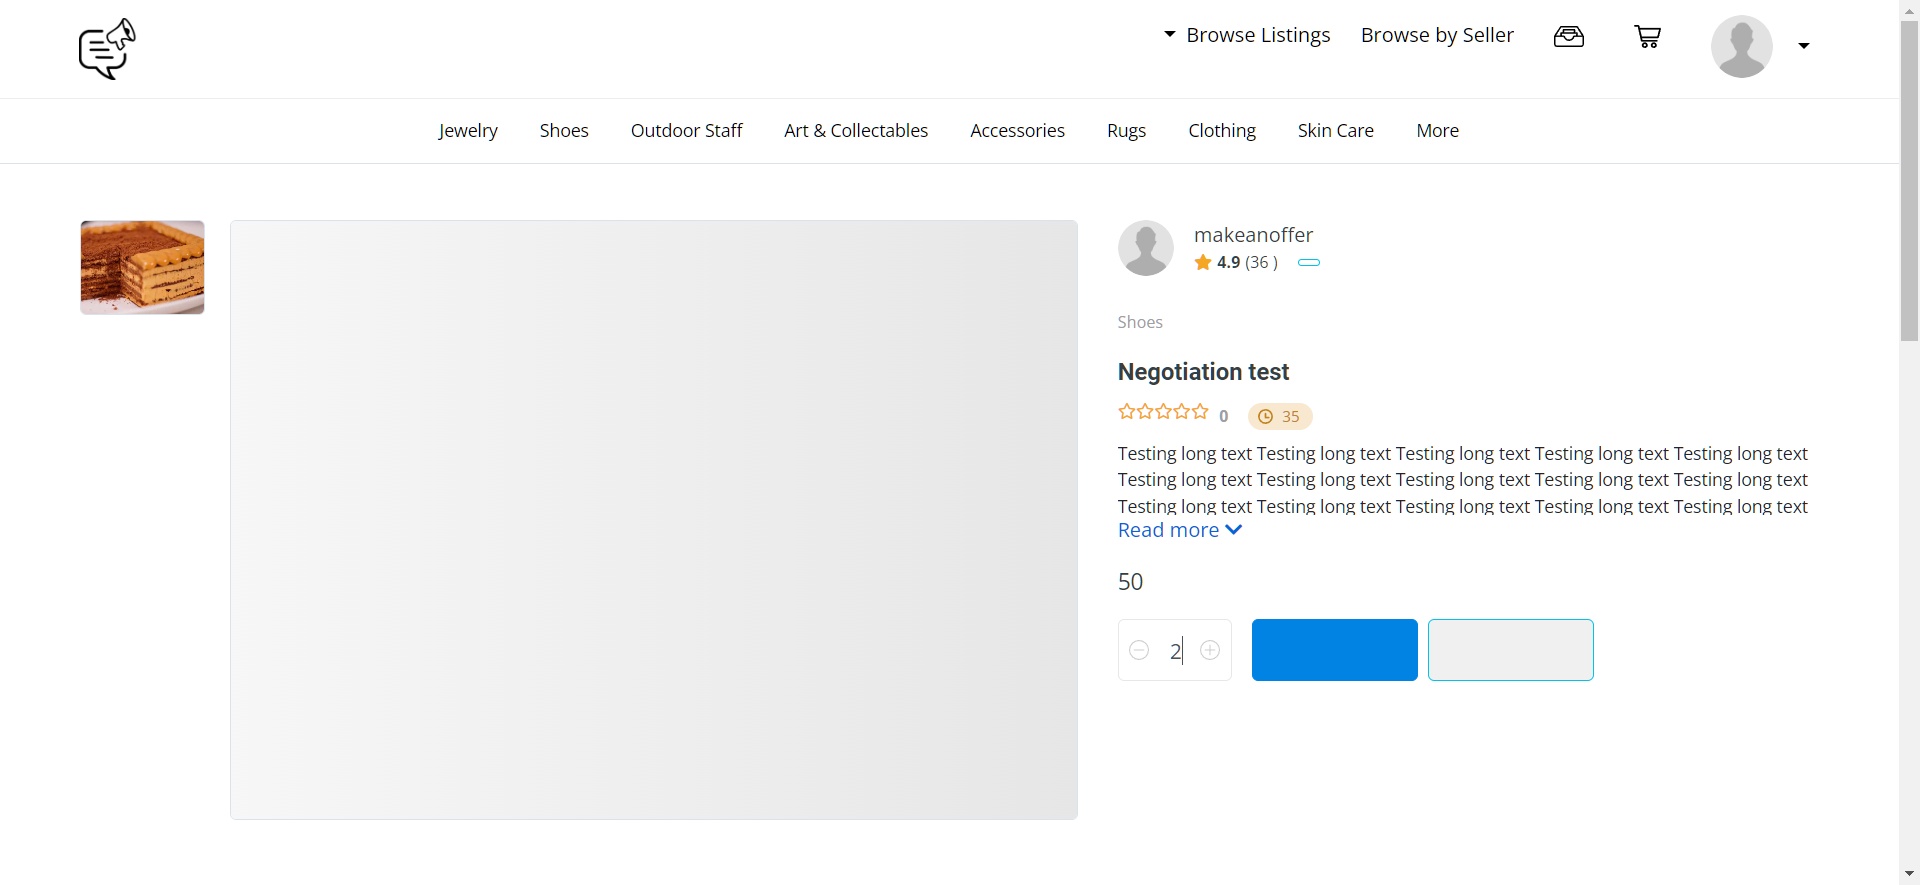 Browse Listings Browse by Seller
Jewelry Shoes Outdoor Staff Art & Collectables Accessories Rugs Clothing Skin Care More
makeanoffer
4.9 (36 )
Shoes
Negotiation test
0 35
Testing long text Testing long text Testing long text Testing long text Testing long text
Testing long text Testing long text Testing long text Testing long text Testing long text
Testing long text Testing long text Testing long text Testing long text Testing long text
Read more
50
2